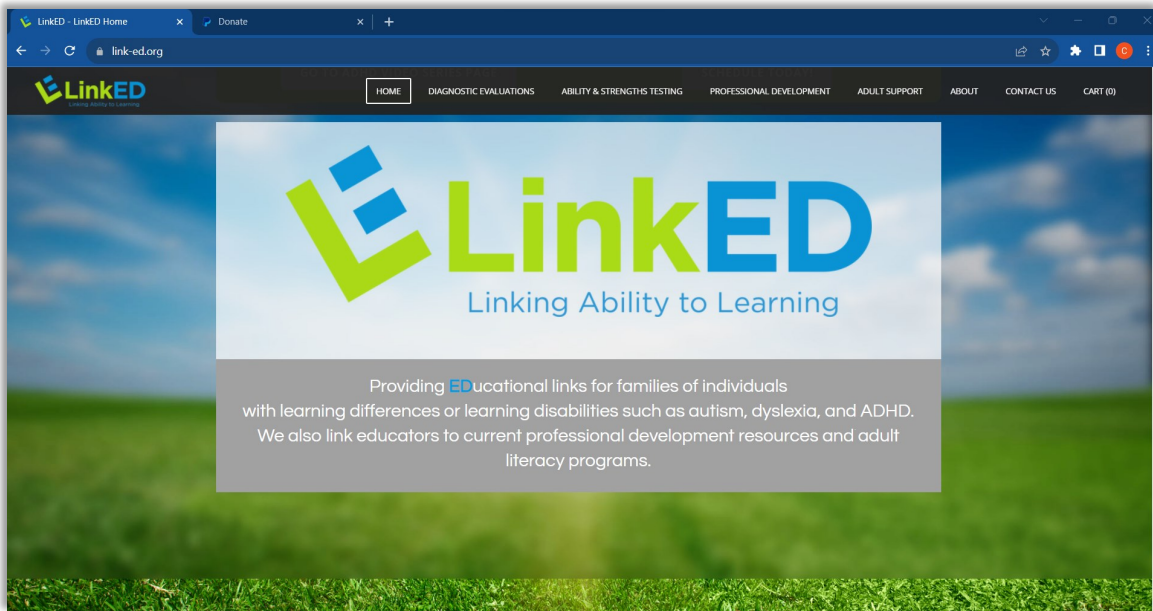 LinkED - LinkED Home
Donate
link-ed.org
C
LinkED
Linking Ability to Learning
HOME DIAGNOSTIC EVALUATIONS ABILITY & STRENGTHS TESTING PROFESSIONAL DEVELOPMENT ADULT SUPPORT ABOUT CONTACT US CART (0)
LinkED
Linking Ability to Learning
Providing EDucational links for families of individuals
with learning differences or learning disabilities such as autism, dyslexia, and ADHD.
We also link educators to current professional development resources and adult
literacy programs.